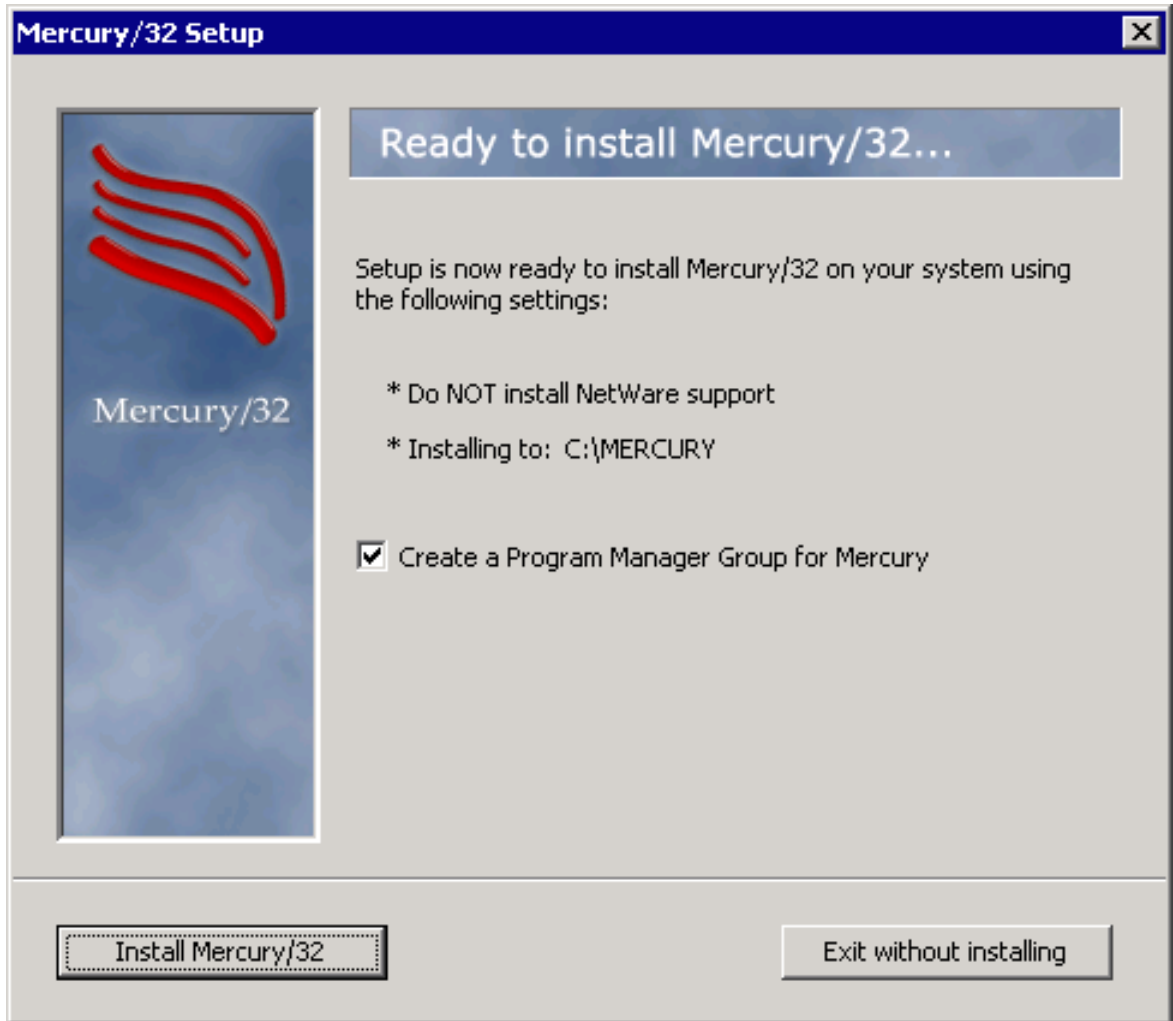 Mercury/32 Setup
Ready to install Mercury/32...
Mercury/32
Setup is now ready to install Mercury/32 on your system using
the following settings:
* Do NOT install NetWare support
* Installing to: C:\MERCURY
Create a Program Manager Group for Mercury
Install Mercury/32
Exit without installing